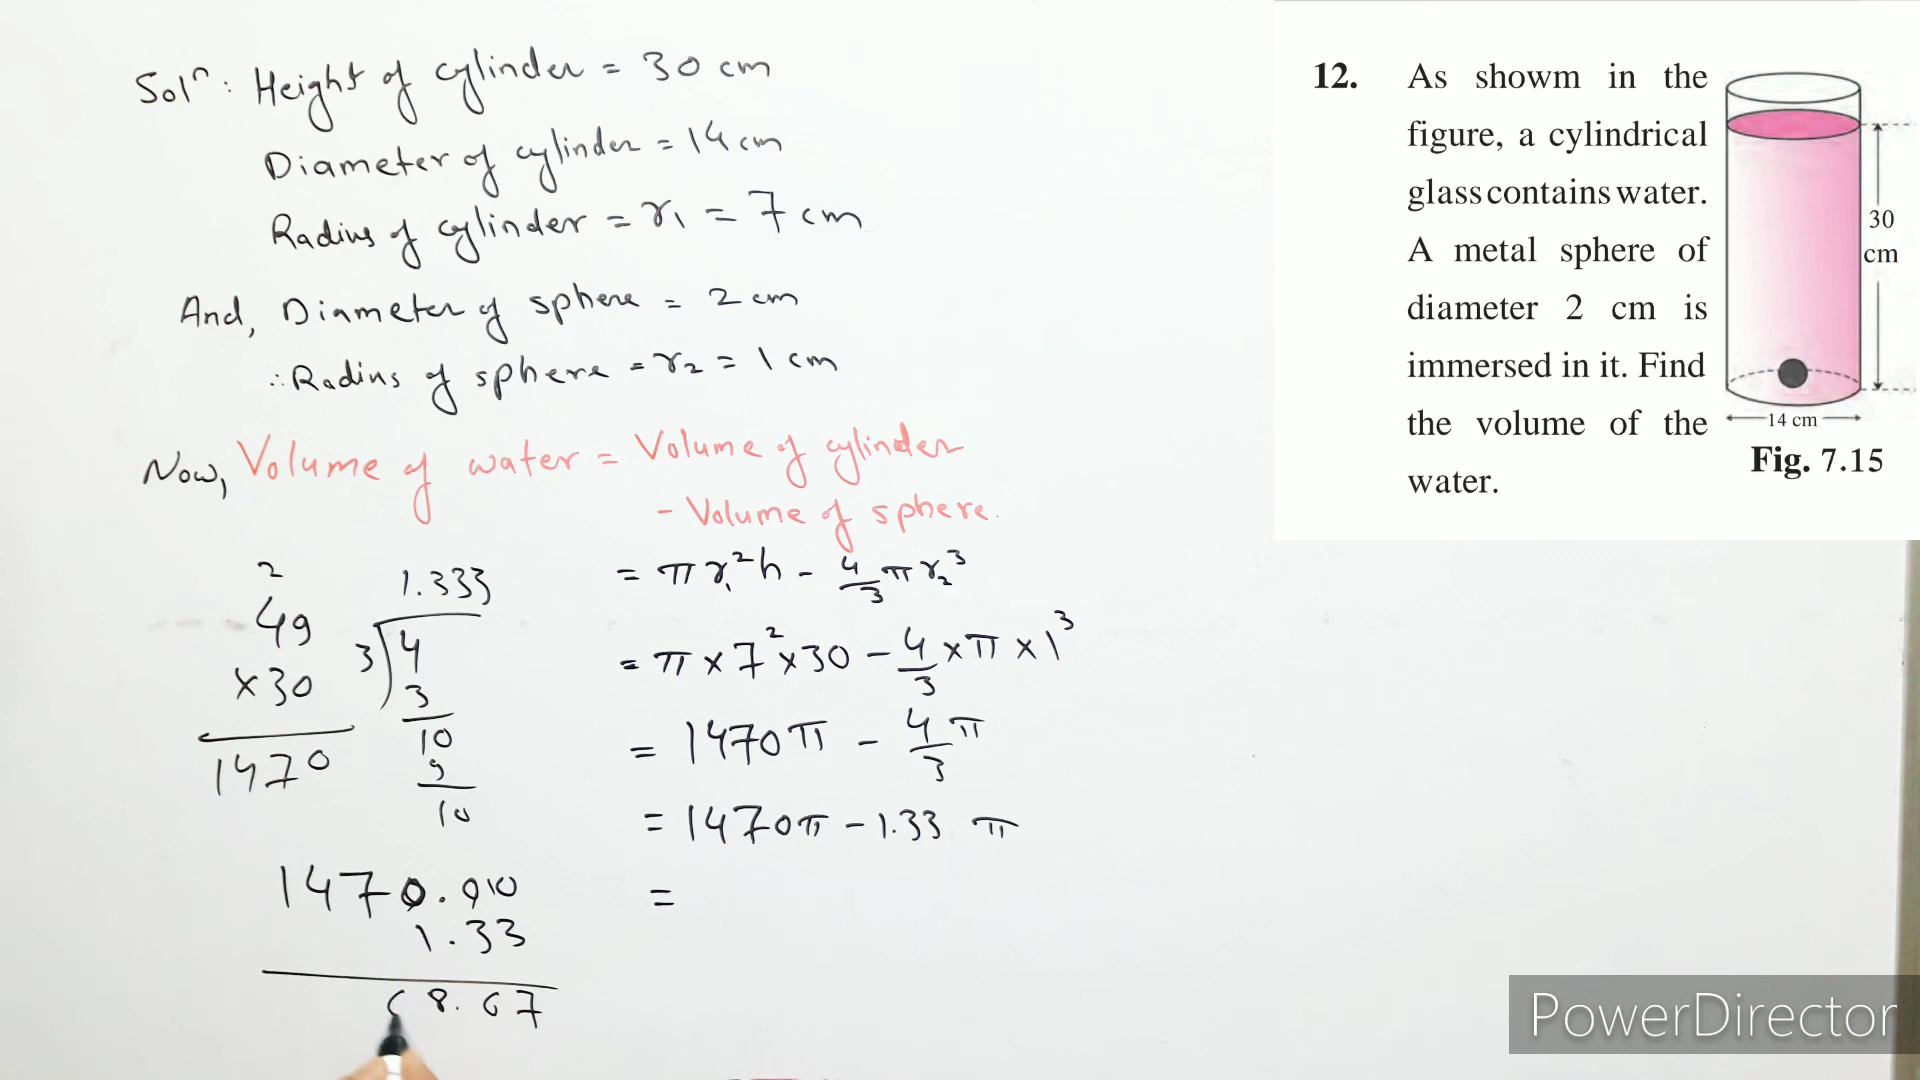 Solⁿ: Height of cylinder = 30 cm
Diameter of cylinder = 14 cm
Radius of cylinder = r₁ = 7 cm
And, Diameter of sphere = 2 cm
∴ Radius of sphere = r₂ = 1 cm
Now, Volume of water = Volume of cylinder
- Volume of sphere.
= πr₁²h - 4/3 πr₂³
= π × 7² × 30 - 4/3 × π × 1³
= 1470π - 4/3 π
= 1470π - 1.33 π
=
2
49
×30
1470
1.333
3)4
3
10
9
10
1470.910
1.33
68.67
12. As showm in the
figure, a cylindrical
glass contains water.
A metal sphere of
diameter 2 cm is
immersed in it. Find
the volume of the
water.
30
cm
14 cm
Fig. 7.15
PowerDirector